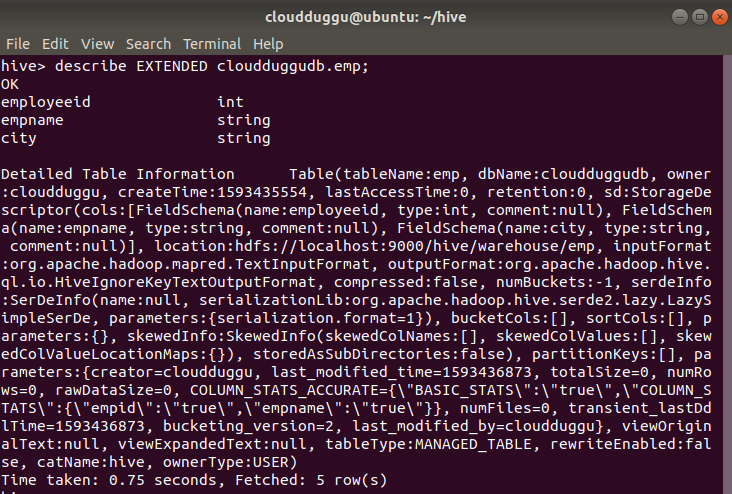 cloudduggu@ubuntu: ~/hive
File Edit View Search Terminal Help
hive> describe EXTENDED cloudduggudb.emp;
OK
employeeid              int
empname                 string
city                    string
Detailed Table Information      Table(tableName:emp, dbName:cloudduggudb, owner
:cloudduggu, createTime:1593435554, lastAccessTime:0, retention:0, sd:StorageDe
scriptor(cols:[FieldSchema(name:employeeid, type:int, comment:null), FieldSchem
a(name:empname, type:string, comment:null), FieldSchema(name:city, type:string,
 comment:null)], location:hdfs://localhost:9000/hive/warehouse/emp, inputFormat
:org.apache.hadoop.mapred.TextInputFormat, outputFormat:org.apache.hadoop.hive.
ql.io.HiveIgnoreKeyTextOutputFormat, compressed:false, numBuckets:-1, serdeInfo
:SerDeInfo(name:null, serializationLib:org.apache.hadoop.hive.serde2.lazy.LazyS
impleSerDe, parameters:{serialization.format=1}), bucketCols:[], sortCols:[], p
arameters:{}, skewedInfo:SkewedInfo(skewedColNames:[], skewedColValues:[], skew
edColValueLocationMaps:{}), storedAsSubDirectories:false), partitionKeys:[], pa
rameters:{creator=cloudduggu, last_modified_time=1593436873, totalSize=0, numRo
ws=0, rawDataSize=0, COLUMN_STATS_ACCURATE={\"BASIC_STATS\":\"true\",\"COLUMN_S
TATS\":{\"empid\":\"true\",\"empname\":\"true\"}}, numFiles=0, transient_lastDd
lTime=1593436873, bucketing_version=2, last_modified_by=cloudduggu}, viewOrigin
alText:null, viewExpandedText:null, tableType:MANAGED_TABLE, rewriteEnabled:fal
se, catName:hive, ownerType:USER)
Time taken: 0.75 seconds, Fetched: 5 row(s)